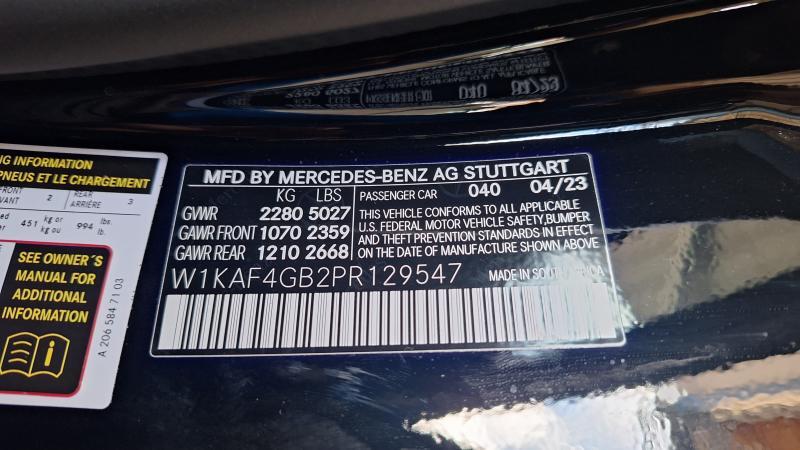 NG INFORMATION
PNEUS ET LE CHARGEMENT
FRONT 2 REAR 3
VANT ARRIÈRE
451 kg or 994 lbs.
kg ou lb.
SEE OWNER'S
MANUAL FOR
ADDITIONAL
INFORMATION
A 206 584 71 03
MFD BY MERCEDES-BENZ AG STUTTGART
KG LBS
GWR 2280 5027
GAWR FRONT 1070 2359
GAWR REAR 1210 2668
PASSENGER CAR 040 04/23
THIS VEHICLE CONFORMS TO ALL APPLICABLE
U.S. FEDERAL MOTOR VEHICLE SAFETY, BUMPER
AND THEFT PREVENTION STANDARDS IN EFFECT
ON THE DATE OF MANUFACTURE SHOWN ABOVE
W1KAF4GB2PR129547
MADE IN SOUTH AFRICA